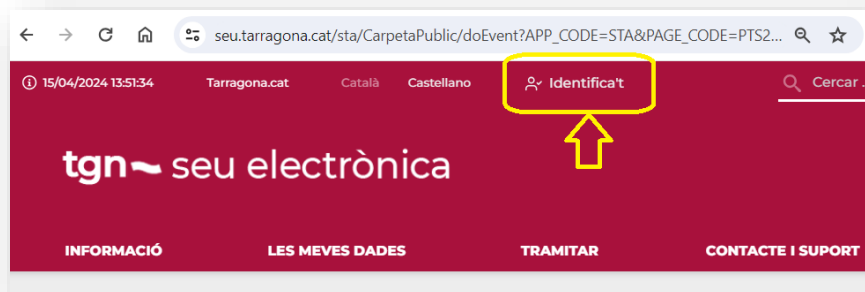 seu.tarragona.cat/sta/CarpetaPublic/doEvent?APP_CODE=STA&PAGE_CODE=PTS2...
15/04/2024 13:51:34 Tarragona.cat Català Castellano Identifica't Cercar .
tgn~ seu electrònica
INFORMACIÓ LES MEVES DADES TRAMITAR CONTACTE I SUPORT